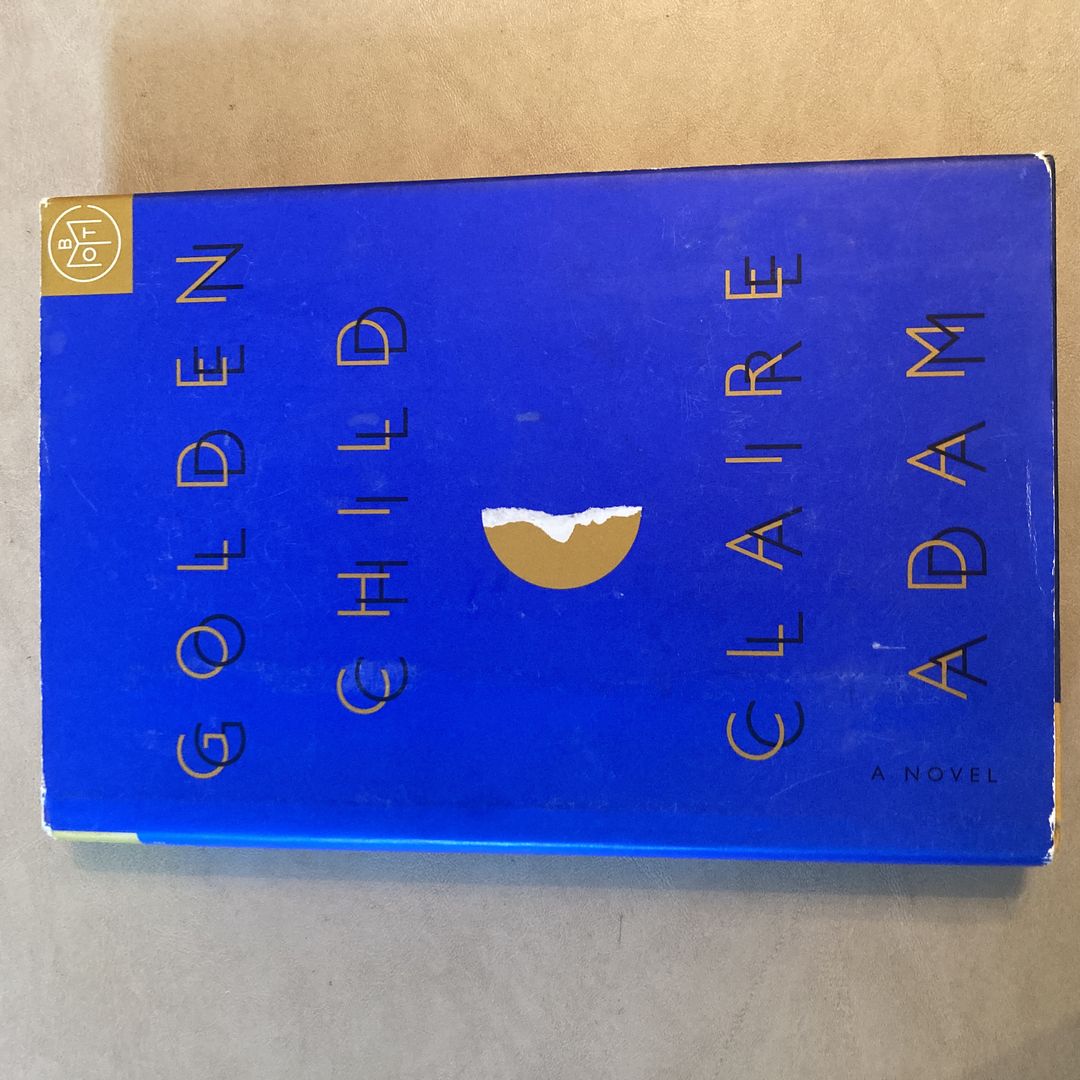 BOTM
GOLDEN
CHILD
CLAIRE
ADAM
A NOVEL